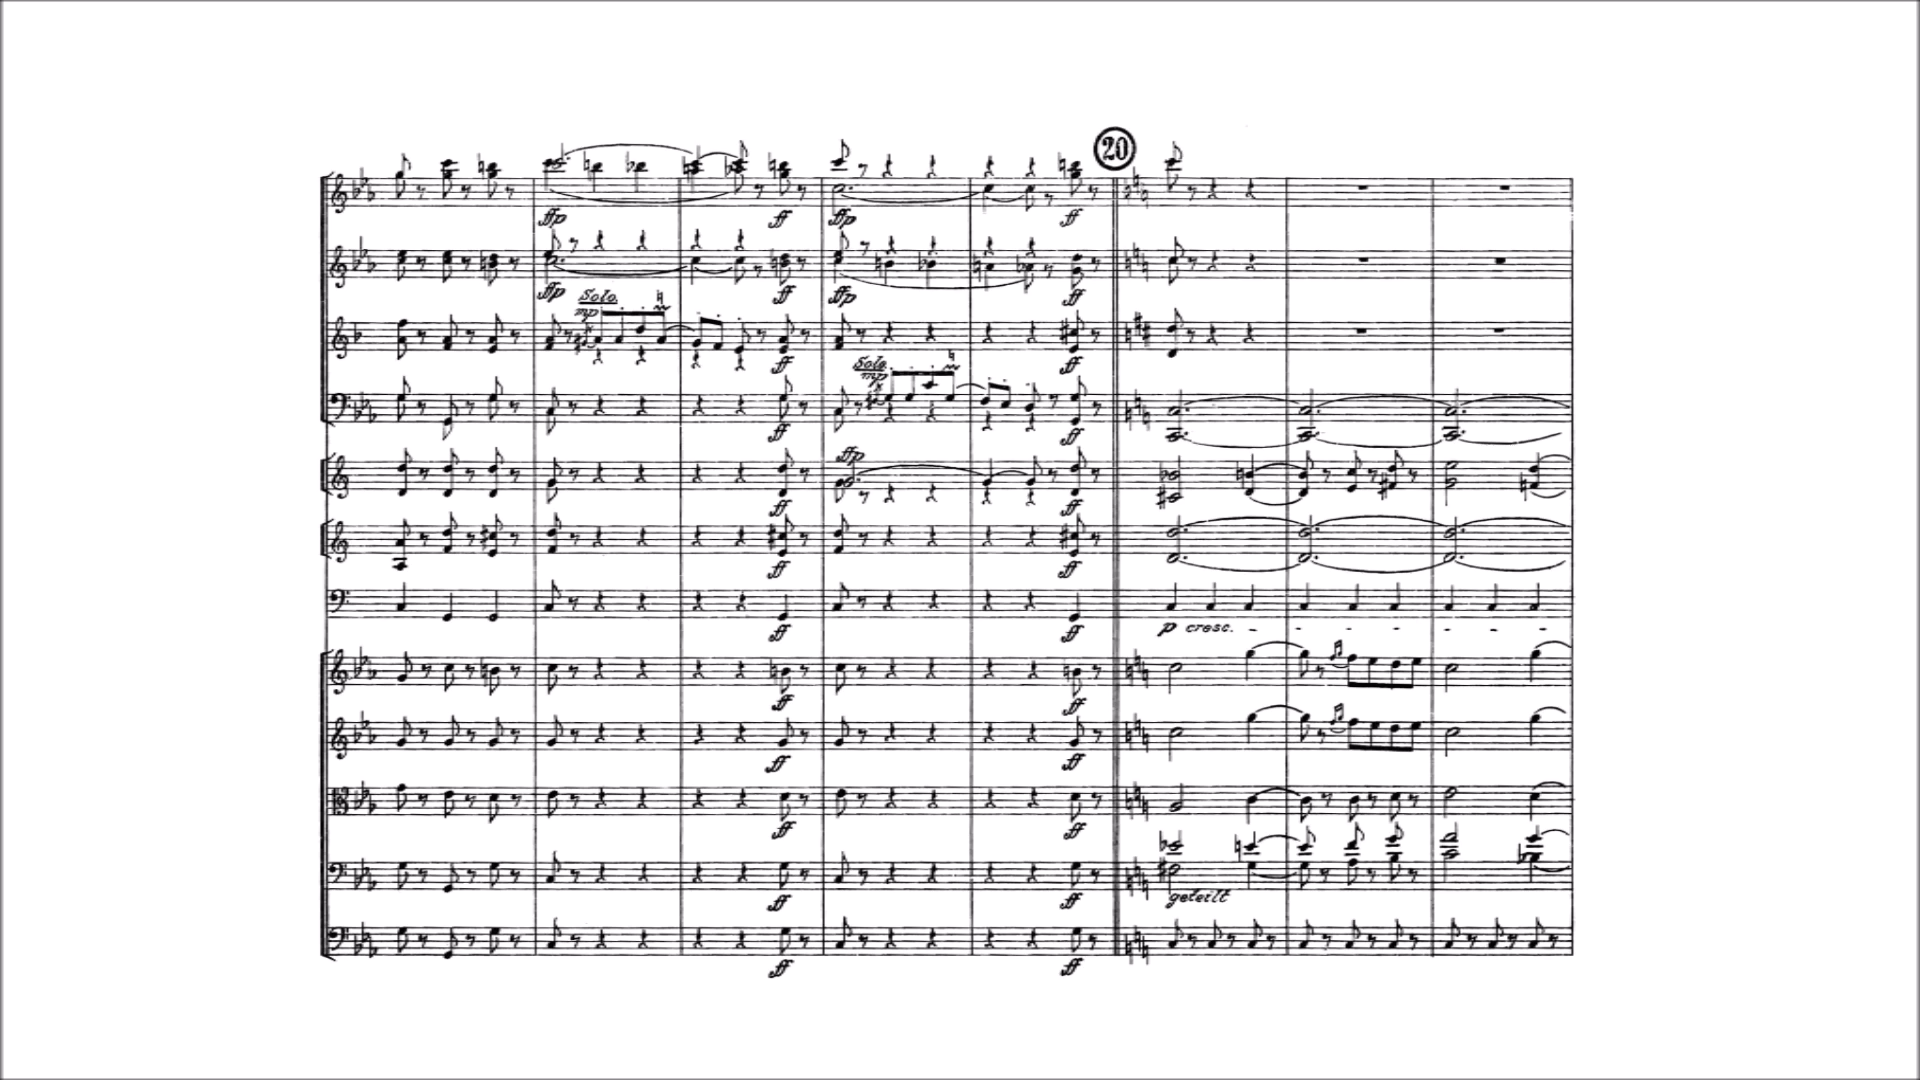 20
ffp ff ffp ff
ffp Solo ff ffp ff
mp ff Solo ff
ff mp ff
ffp
ff ff
ff ff
ff ff p cresc.
ff ff
ff ff
ff ff
ff ff geteilt
ff ff